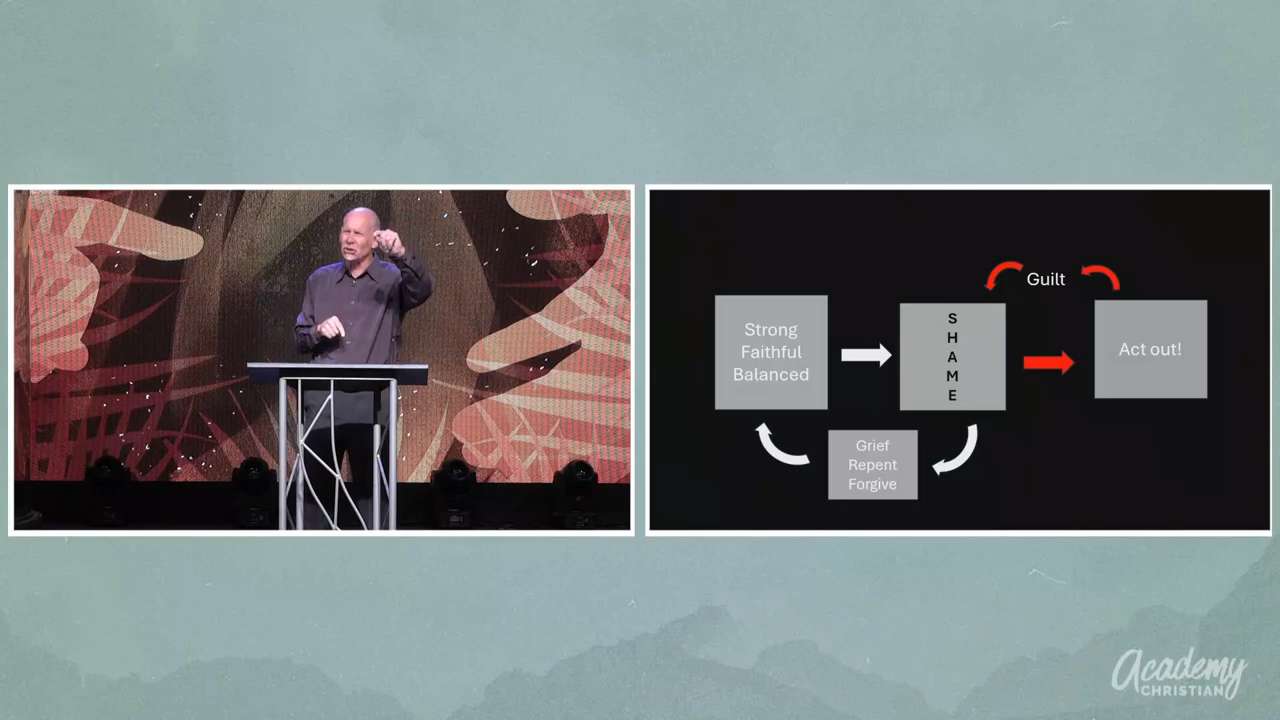 Guilt
Strong
Faithful
Balanced
S
H
A
M
E
Act out!
Grief
Repent
Forgive
Academy
CHRISTIAN